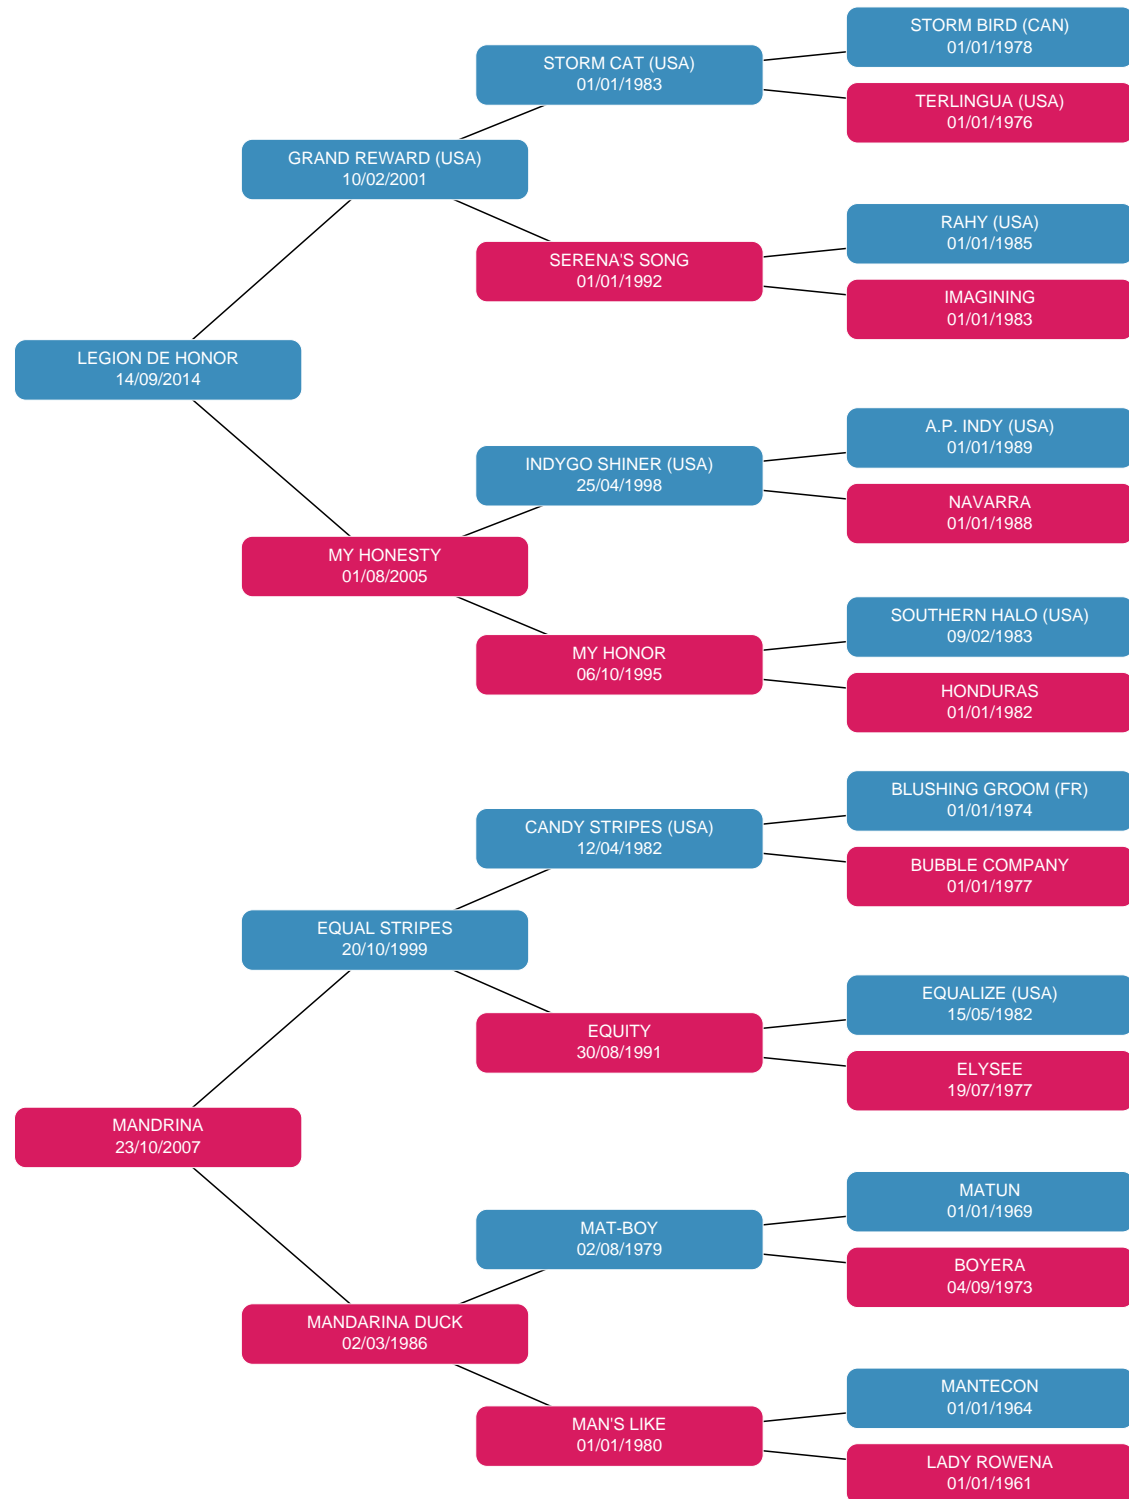 STORM BIRD (CAN)
01/01/1978
STORM CAT (USA)
01/01/1983
TERLINGUA (USA)
01/01/1976
GRAND REWARD (USA)
10/02/2001
RAHY (USA)
01/01/1985
SERENA'S SONG
01/01/1992
IMAGINING
01/01/1983
LEGION DE HONOR
14/09/2014
A.P. INDY (USA)
01/01/1989
INDYGO SHINER (USA)
25/04/1998
NAVARRA
01/01/1988
MY HONESTY
01/08/2005
SOUTHERN HALO (USA)
09/02/1983
MY HONOR
06/10/1995
HONDURAS
01/01/1982
BLUSHING GROOM (FR)
01/01/1974
CANDY STRIPES (USA)
12/04/1982
BUBBLE COMPANY
01/01/1977
EQUAL STRIPES
20/10/1999
EQUALIZE (USA)
15/05/1982
EQUITY
30/08/1991
ELYSEE
19/07/1977
MANDRINA
23/10/2007
MATUN
01/01/1969
MAT-BOY
02/08/1979
BOYERA
04/09/1973
MANDARINA DUCK
02/03/1986
MANTECON
01/01/1964
MAN'S LIKE
01/01/1980
LADY ROWENA
01/01/1961